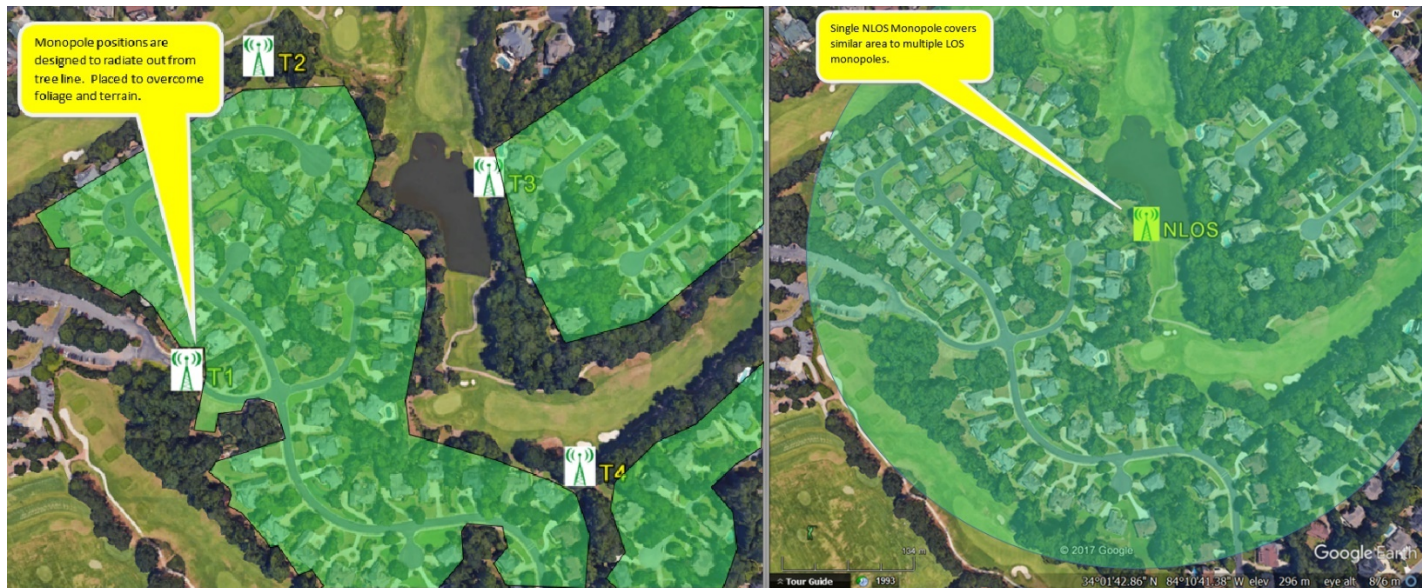 Monopole positions are
designed to radiate out from
tree line. Placed to overcome
foliage and terrain.
T2
T3
T1
T4
Single NLOS Monopole covers
similar area to multiple LOS
monopoles.
N
NLOS
154 m
© 2017 Google
Google Earth
Tour Guide
1993
34°01'42.86" N 84°10'41.38" W elev 296 m eye alt 876 m